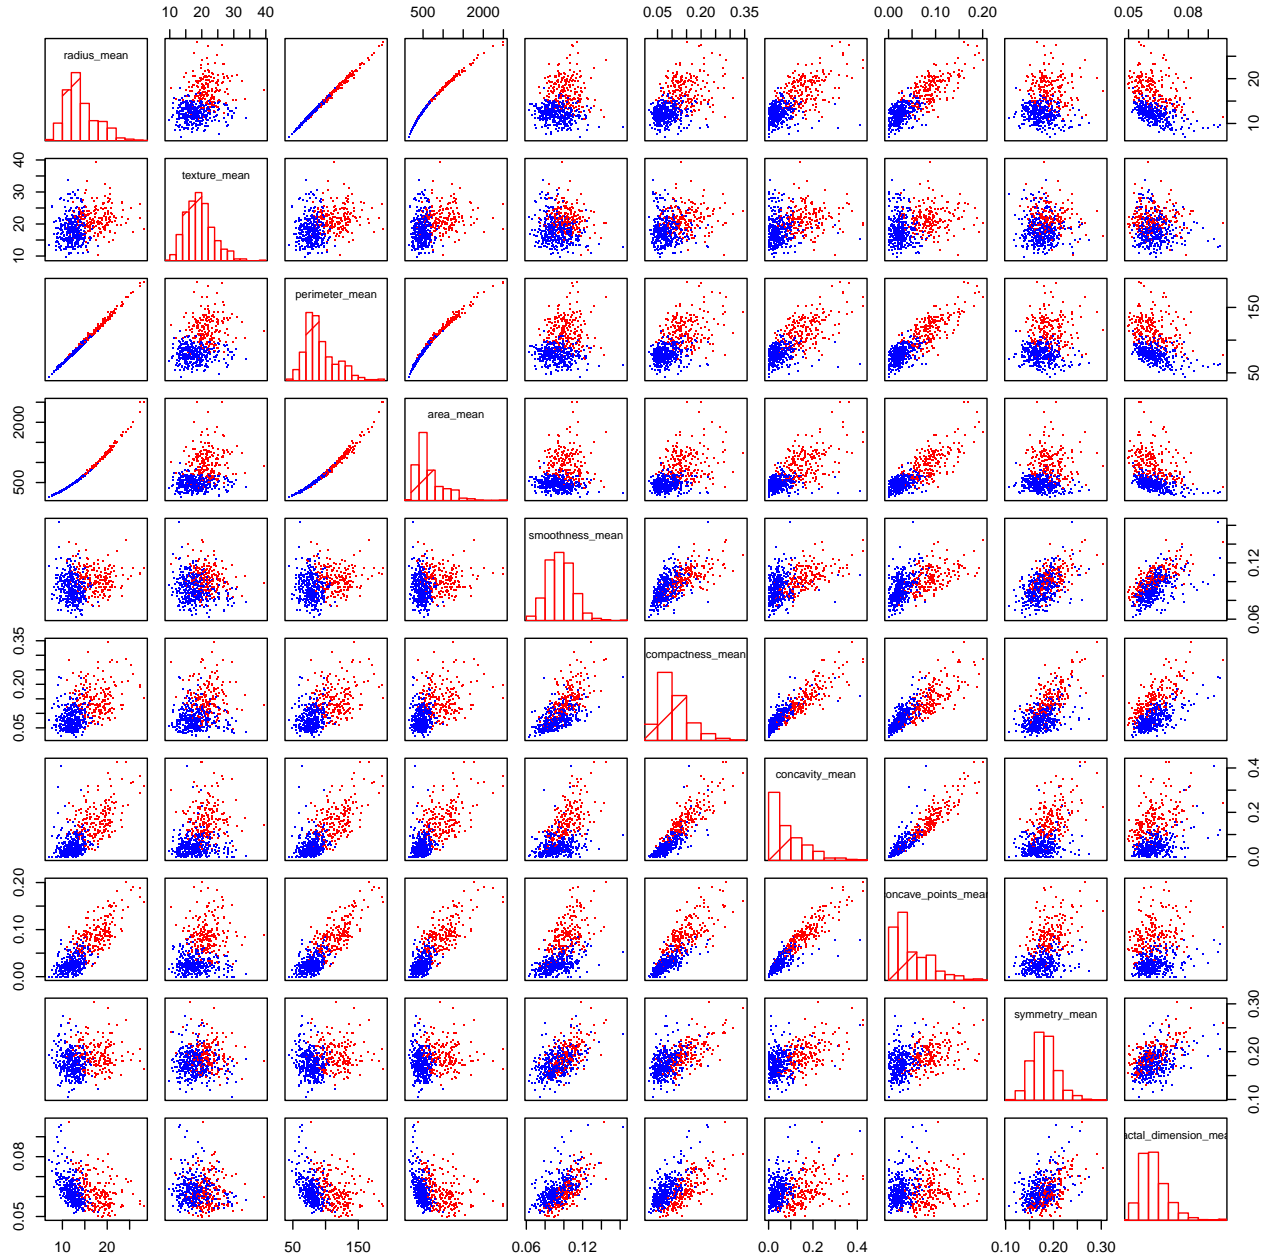 10 20 30 40 500 2000 0.05 0.20 0.35 0.00 0.10 0.20 0.05 0.08
radius_mean
10 20
texture_mean
10 20 30 40
perimeter_mean
50 150
area_mean
500 2000
smoothness_mean
0.06 0.12
compactness_mean
0.05 0.20 0.35
concavity_mean
0.0 0.2 0.4
oncave_points_mear
0.00 0.10 0.20
symmetry_mean
0.10 0.20 0.30
actal_dimension_mea
0.05 0.08
10 20 50 150 0.06 0.12 0.0 0.2 0.4 0.10 0.20 0.30